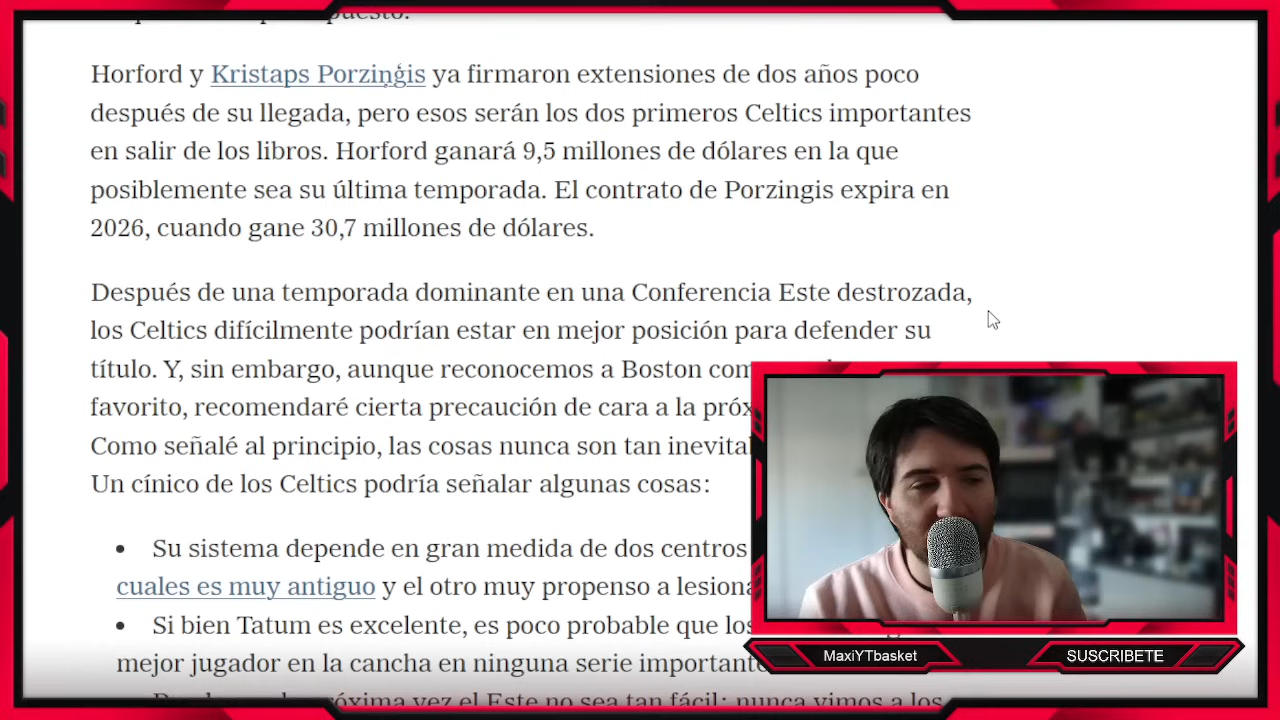 Horford y Kristaps Porziņģis ya firmaron extensiones de dos años poco
después de su llegada, pero esos serán los dos primeros Celtics importantes
en salir de los libros. Horford ganará 9,5 millones de dólares en la que
posiblemente sea su última temporada. El contrato de Porzingis expira en
2026, cuando gane 30,7 millones de dólares.
Después de una temporada dominante en una Conferencia Este destrozada,
los Celtics difícilmente podrían estar en mejor posición para defender su
título. Y, sin embargo, aunque reconocemos a Boston com
favorito, recomendaré cierta precaución de cara a la próx
Como señalé al principio, las cosas nunca son tan inevita
Un cínico de los Celtics podría señalar algunas cosas:
• Su sistema depende en gran medida de dos centros
cuales es muy antiguo y el otro muy propenso a lesiona
• Si bien Tatum es excelente, es poco probable que los
mejor jugador en la cancha en ninguna serie importante
próxima vez el Este no sea tan fácil; nunca vimos a los
MaxiYTbasket
SUSCRIBETE